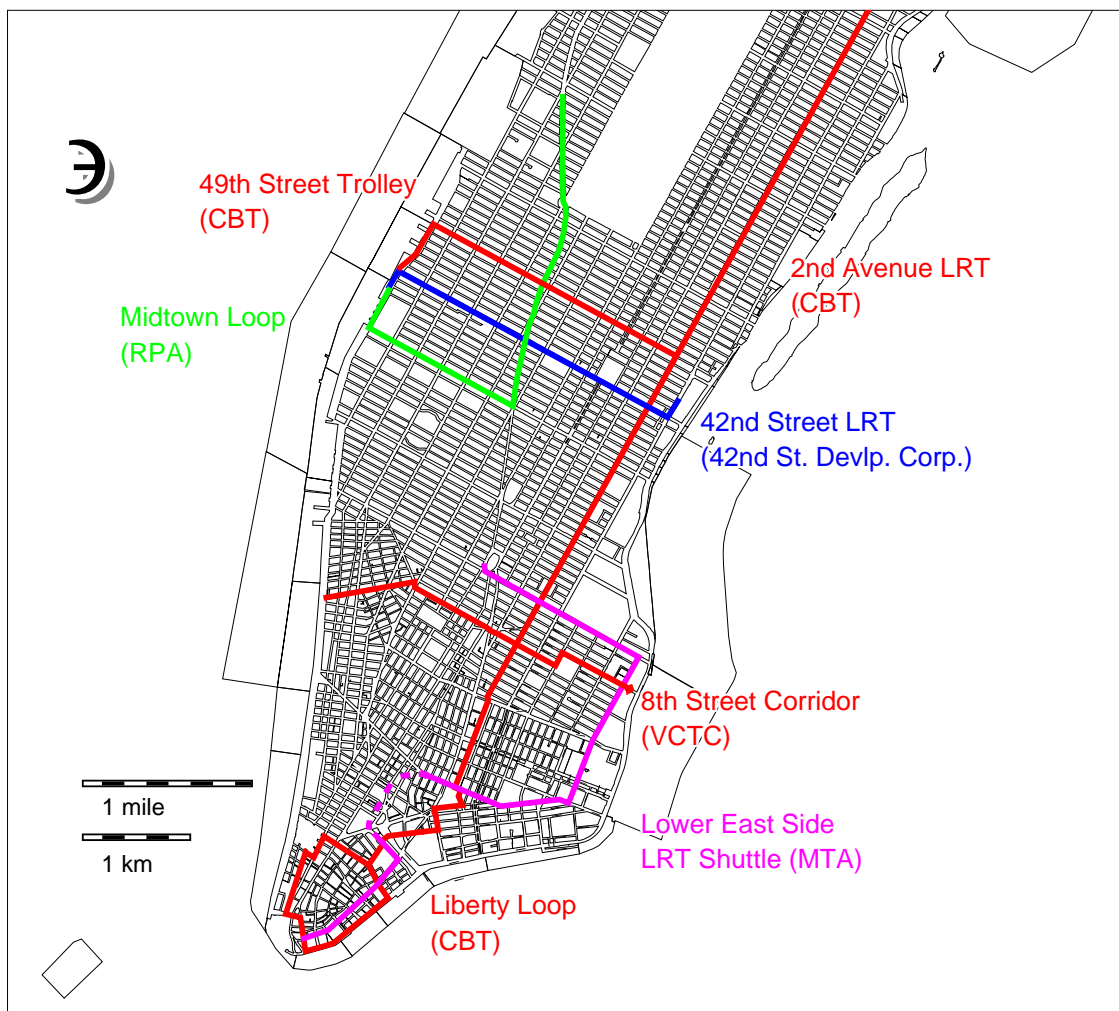 49th Street Trolley
(CBT)
2nd Avenue LRT
(CBT)
Midtown Loop
(RPA)
42nd Street LRT
(42nd St. Devlp. Corp.)
8th Street Corridor
(VCTC)
1 mile
1 km
Lower East Side
LRT Shuttle (MTA)
Liberty Loop
(CBT)